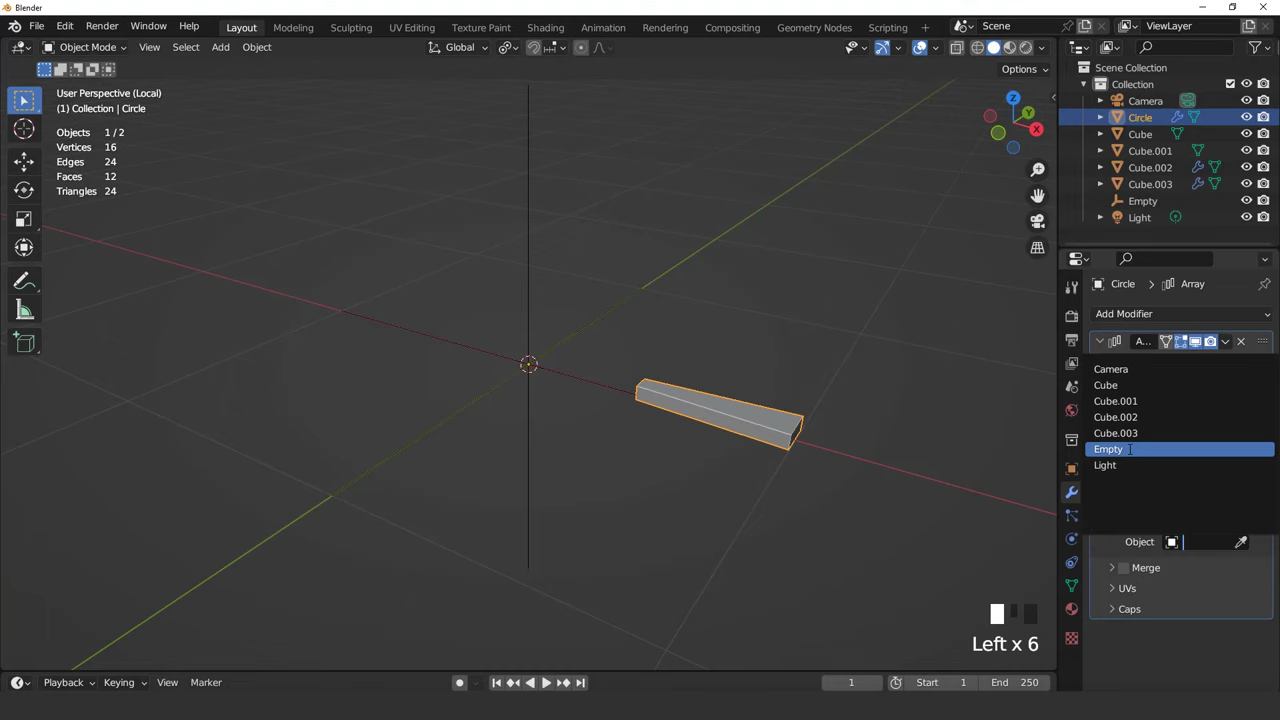 Blender
File Edit Render Window Help Layout Modeling Sculpting UV Editing Texture Paint Shading Animation Rendering Compositing Geometry Nodes Scripting + Scene ViewLayer
Object Mode View Select Add Object Global
Options
User Perspective (Local)
(1) Collection | Circle
Objects 1 / 2
Vertices 16
Edges 24
Faces 12
Triangles 24
Z
Y
X
Left x 6
Scene Collection
Collection
Camera
Circle
Cube
Cube.001
Cube.002
Cube.003
Empty
Light
Circle > Array
Add Modifier
A...
Camera
Cube
Cube.001
Cube.002
Cube.003
Empty
Light
Object
Merge
UVs
Caps
Playback Keying View Marker 1 Start 1 End 250